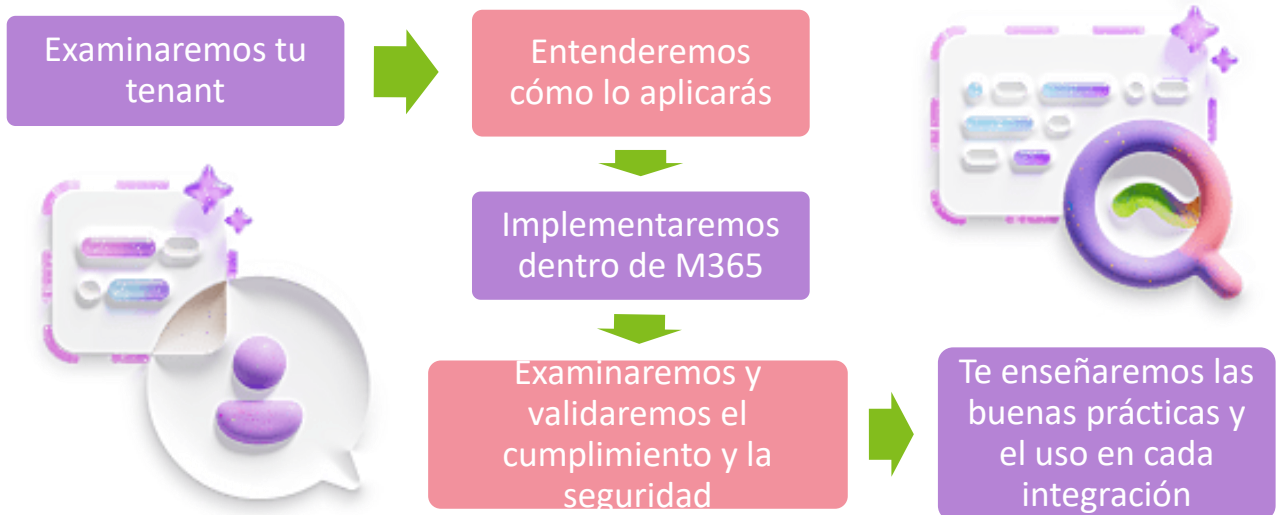 Examinaremos tu
tenant
Entenderemos
cómo lo aplicarás
Implementaremos
dentro de M365
Examinaremos y
validaremos el
cumplimiento y la
seguridad
Te enseñaremos las
buenas prácticas y
el uso en cada
integración